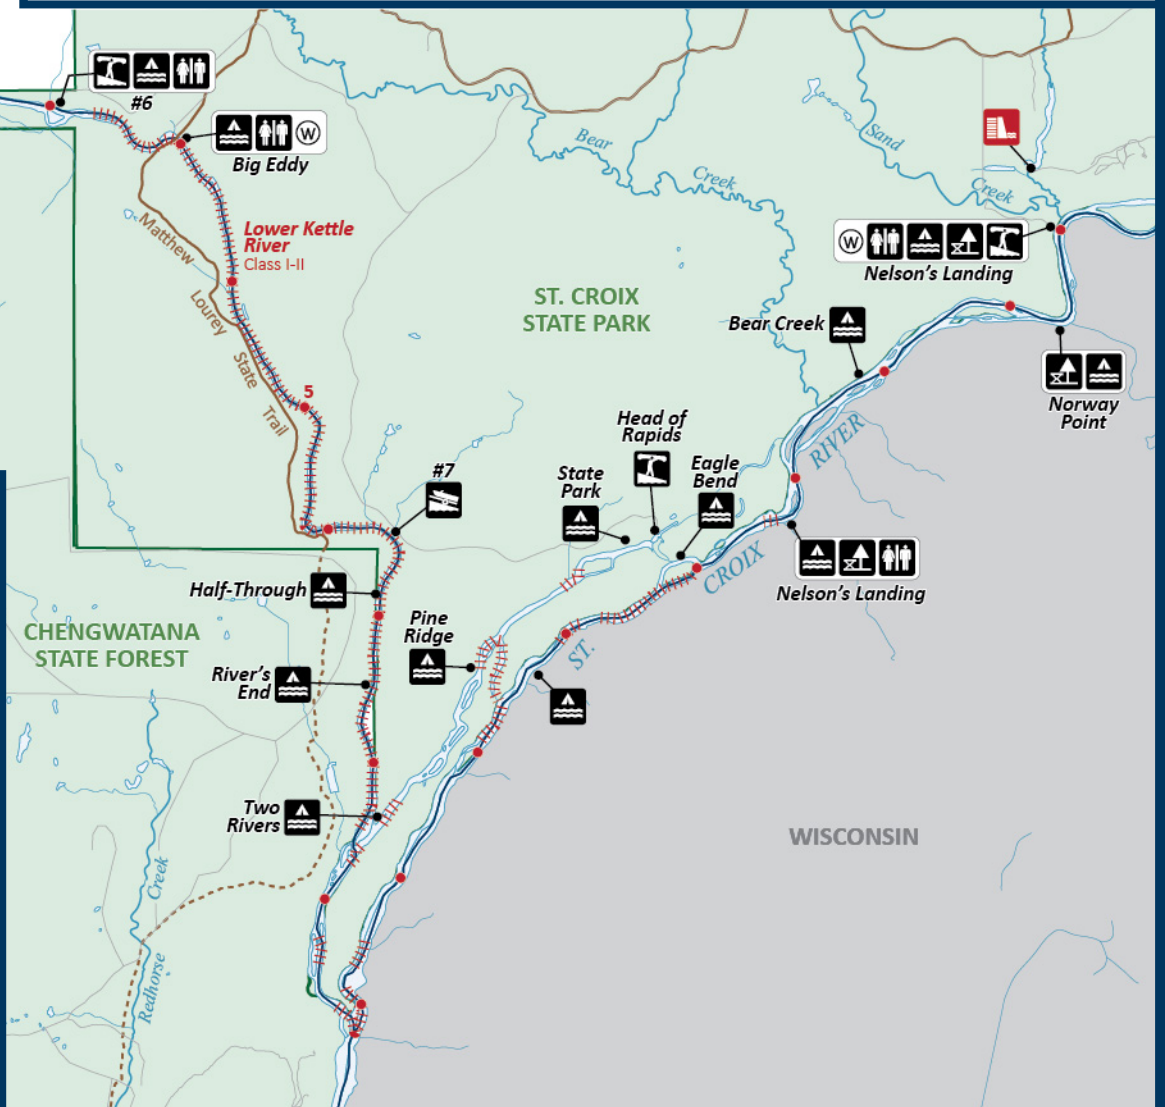 #6
Big Eddy
W
Lower Kettle
River
Class I-II
Matthew
Lourey
State
Trail
5
Bear
Creek
Sand
Creek
W
Nelson's Landing
ST. CROIX
STATE PARK
Bear Creek
Norway
Point
Head of
Rapids
Eagle
Bend
State
Park
#7
RIVER
CROIX
ST.
Nelson's Landing
Half-Through
CHENGWATANA
STATE FOREST
Pine
Ridge
River's
End
Two
Rivers
WISCONSIN
Redhorse
Creek